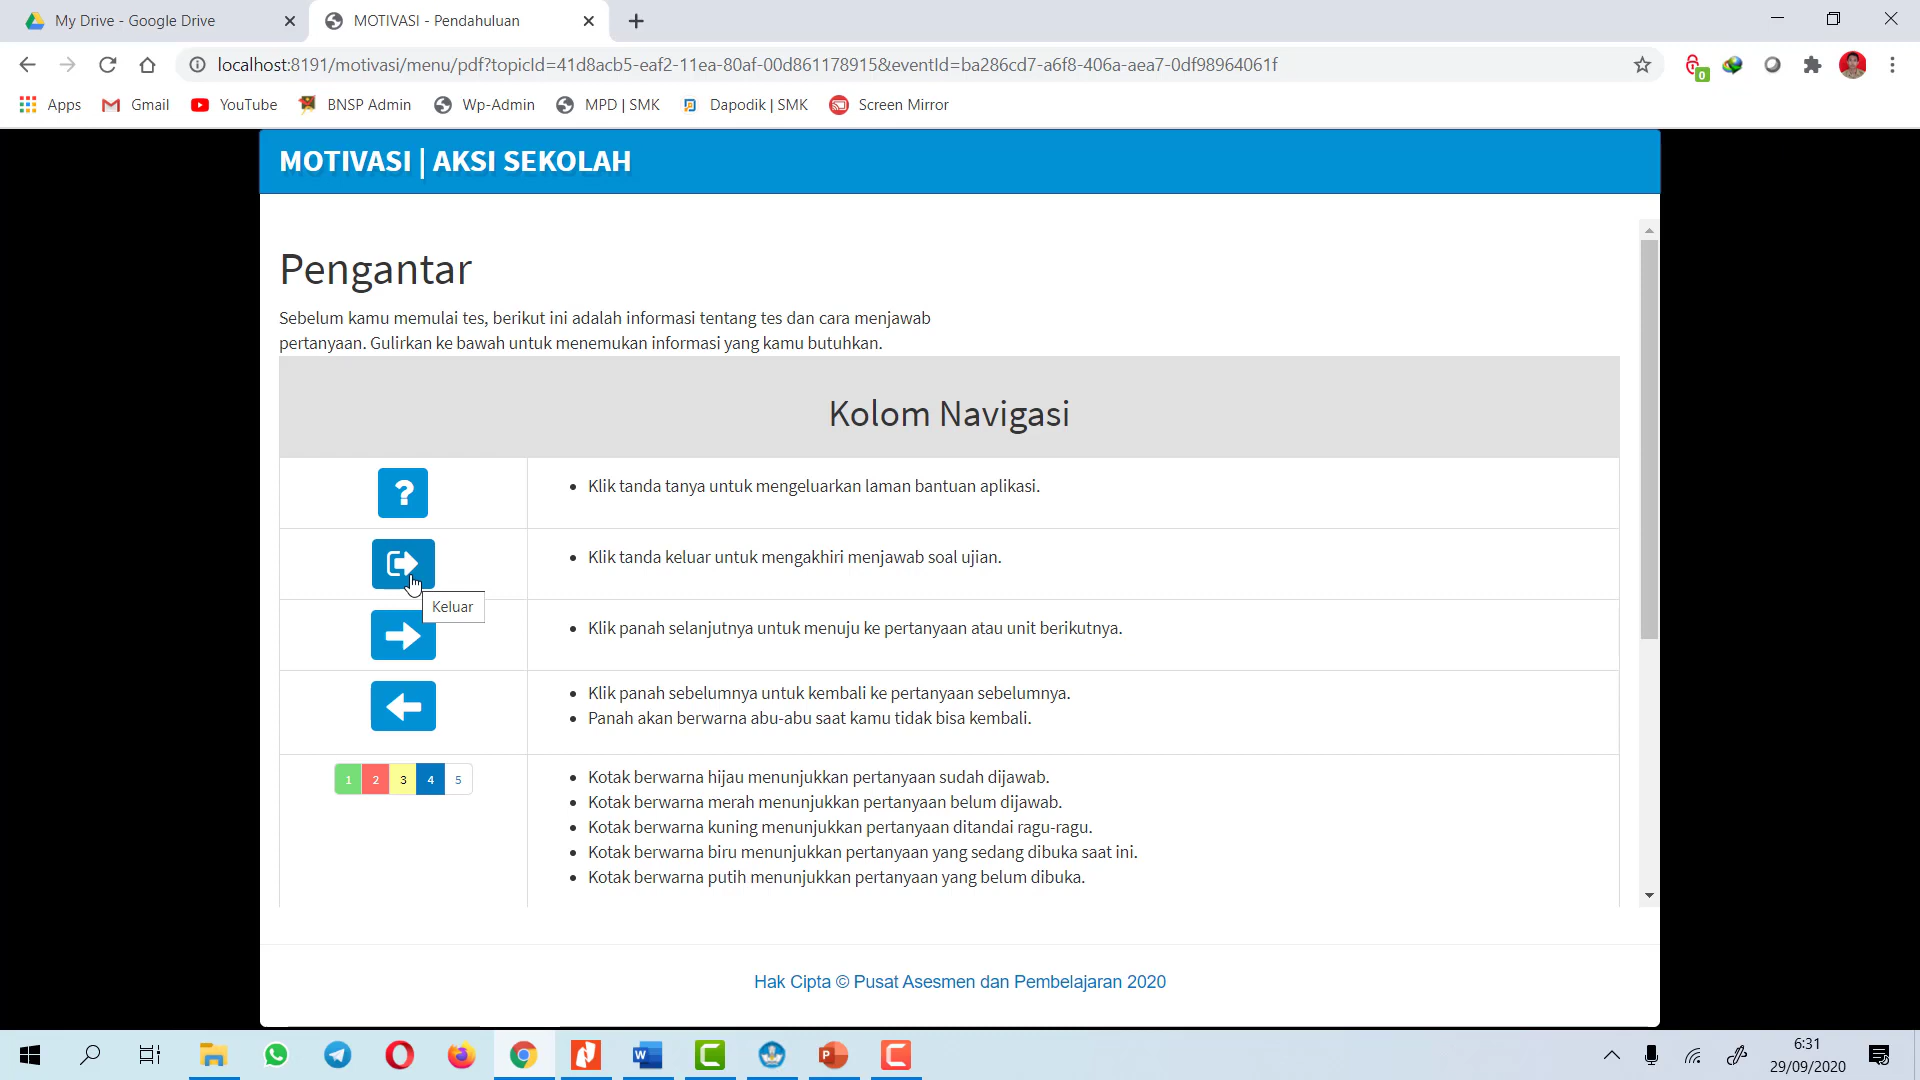 My Drive - Google Drive
MOTIVASI - Pendahuluan
localhost:8191/motivasi/menu/pdf?topicId=41d8acb5-eaf2-11ea-80af-00d861178915&eventId=ba286cd7-a6f8-406a-aea7-0df98964061f
0
Apps
Gmail
YouTube
BNSP Admin
Wp-Admin
MPD | SMK
Dapodik | SMK
Screen Mirror
MOTIVASI | AKSI SEKOLAH
Pengantar
Sebelum kamu memulai tes, berikut ini adalah informasi tentang tes dan cara menjawab
pertanyaan. Gulirkan ke bawah untuk menemukan informasi yang kamu butuhkan.
Kolom Navigasi
?
• Klik tanda tanya untuk mengeluarkan laman bantuan aplikasi.
• Klik tanda keluar untuk mengakhiri menjawab soal ujian.
Keluar
• Klik panah selanjutnya untuk menuju ke pertanyaan atau unit berikutnya.
• Klik panah sebelumnya untuk kembali ke pertanyaan sebelumnya.
• Panah akan berwarna abu-abu saat kamu tidak bisa kembali.
1 2 3 4 5
• Kotak berwarna hijau menunjukkan pertanyaan sudah dijawab.
• Kotak berwarna merah menunjukkan pertanyaan belum dijawab.
• Kotak berwarna kuning menunjukkan pertanyaan ditandai ragu-ragu.
• Kotak berwarna biru menunjukkan pertanyaan yang sedang dibuka saat ini.
• Kotak berwarna putih menunjukkan pertanyaan yang belum dibuka.
Hak Cipta © Pusat Asesmen dan Pembelajaran 2020
6:31
29/09/2020